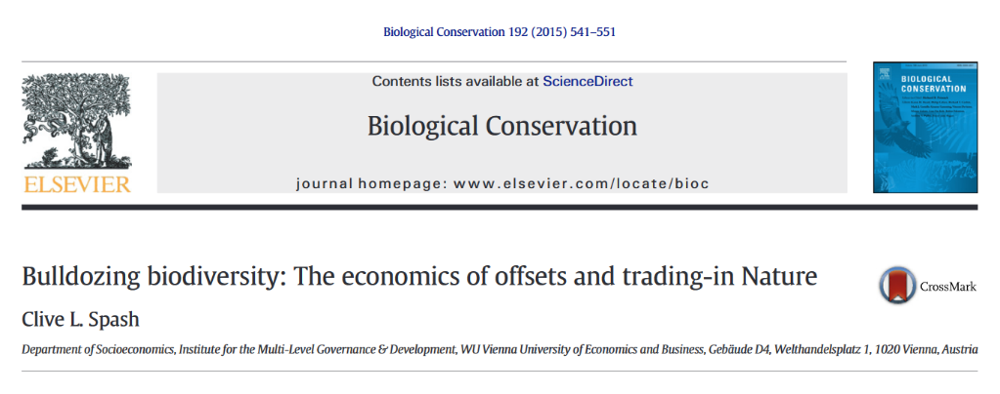 Biological Conservation 192 (2015) 541–551
Contents lists available at ScienceDirect
Biological Conservation
journal homepage: www.elsevier.com/locate/bioc
ELSEVIER
BIOLOGICAL
CONSERVATION
Bulldozing biodiversity: The economics of offsets and trading-in Nature
CrossMark
Clive L. Spash
Department of Socioeconomics, Institute for the Multi-Level Governance & Development, WU Vienna University of Economics and Business, Gebäude D4, Welthandelsplatz 1, 1020 Vienna, Austria